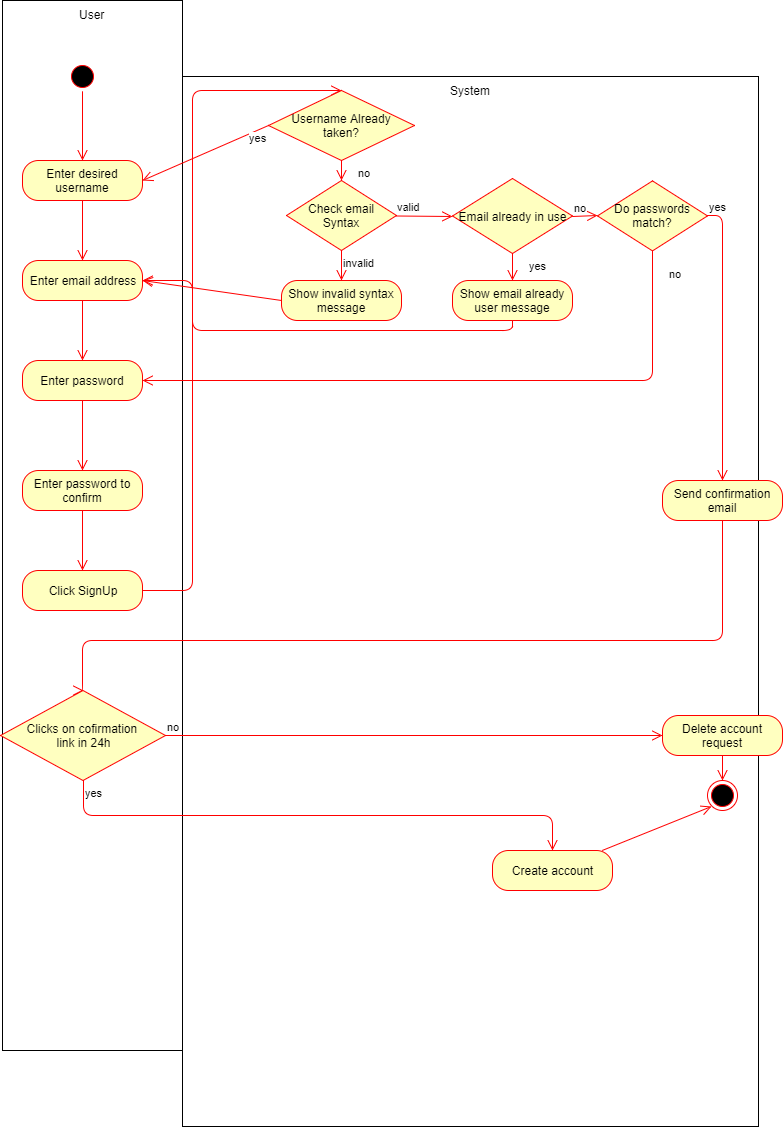 User
System
Username Already
taken?
yes
no
Enter desired
username
Check email
Syntax
valid
Email already in use
no
Do passwords
match?
yes
invalid
yes
no
Enter email address
Show invalid syntax
message
Show email already
user message
Enter password
Enter password to
confirm
Send confirmation
email
Click SignUp
Clicks on cofirmation
link in 24h
no
Delete account
request
yes
Create account